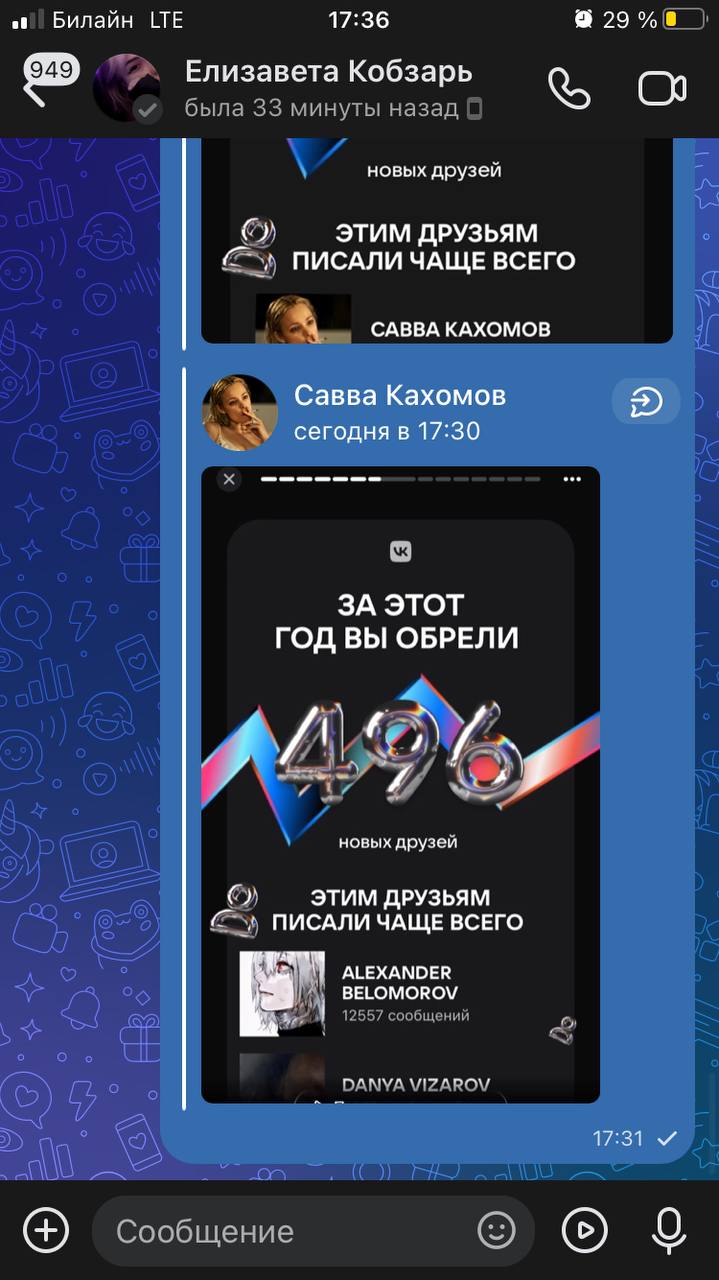 Билайн LTE 17:36 29 %
949
Елизавета Кобзарь
была 33 минуты назад
новых друзей
ЭТИМ ДРУЗЬЯМ
ПИСАЛИ ЧАЩЕ ВСЕГО
САВВА КАХОМОВ
Савва Кахомов
сегодня в 17:30
ЗА ЭТОТ
ГОД ВЫ ОБРЕЛИ
496
новых друзей
ЭТИМ ДРУЗЬЯМ
ПИСАЛИ ЧАЩЕ ВСЕГО
ALEXANDER
BELOMOROV
12557 сообщений
DANYA VIZAROV
17:31
Сообщение